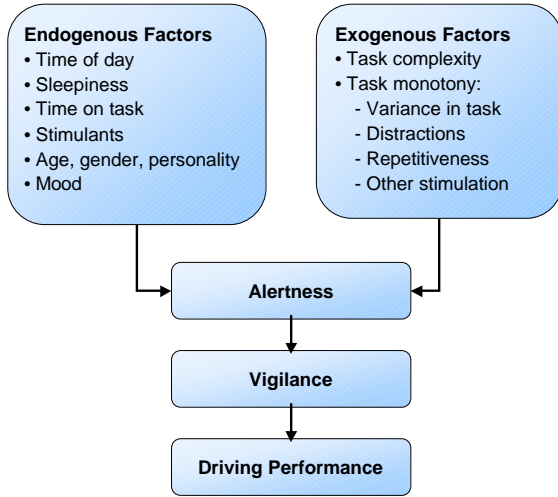 Endogenous Factors
• Time of day
• Sleepiness
• Time on task
• Stimulants
• Age, gender, personality
• Mood
Exogenous Factors
• Task complexity
• Task monotony:
- Variance in task
- Distractions
- Repetitiveness
- Other stimulation
Alertness
Vigilance
Driving Performance